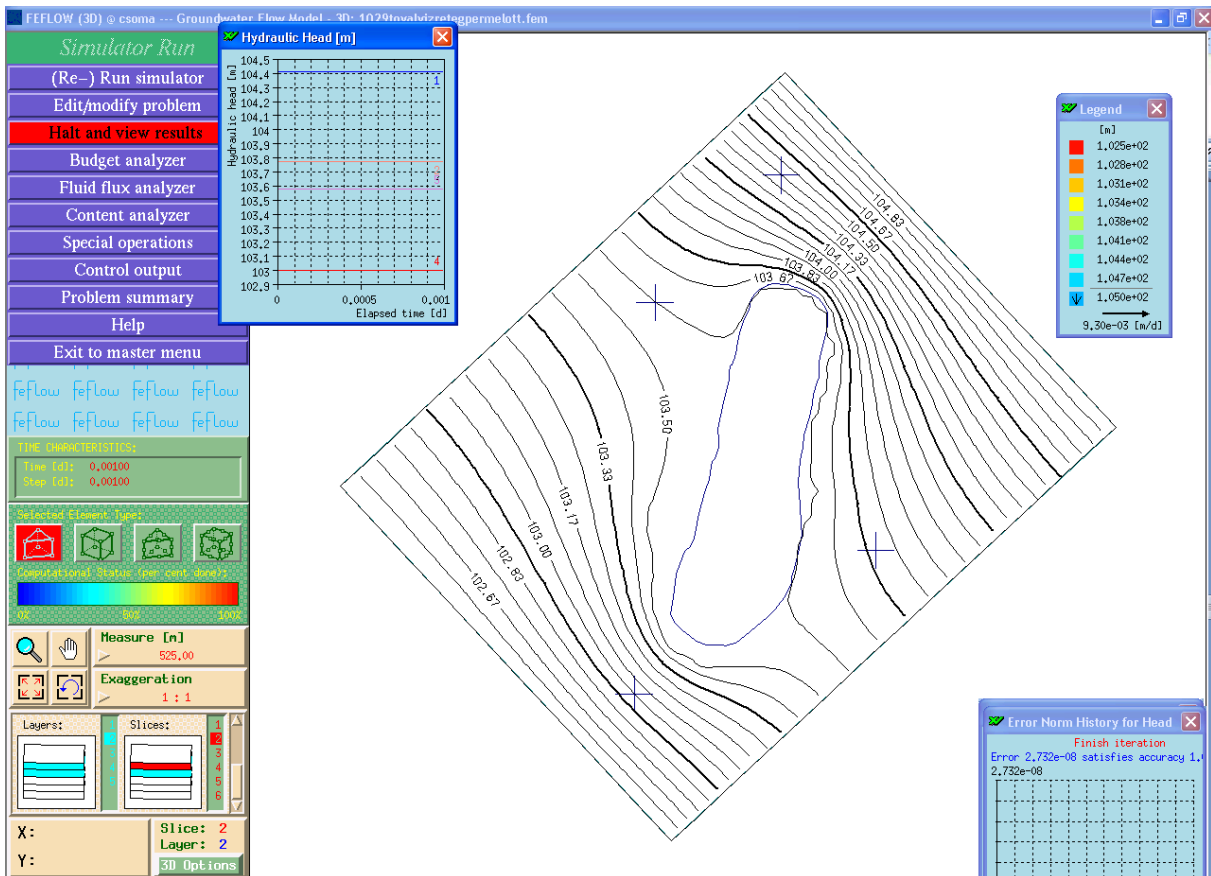 FEFLOW (3D) @ csoma --- Groundwater Flow Model - 3D: 1029tovalvizretegpermelott.fem
Simulator Run
(Re-) Run simulator
Edit/modify problem
Halt and view results
Budget analyzer
Fluid flux analyzer
Content analyzer
Special operations
Control output
Problem summary
Help
Exit to master menu
feflow feflow feflow feflow
feflow feflow feflow feflow
TIME CHARACTERISTICS:
Time [d]: 0.00100
Step [d]: 0.00100
Selected Element Type:
Computational Status (per cent done):
0% 50% 100%
Measure [m]
525.00
Exaggeration
1 : 1
Layers:
Slices:
1
2
3
4
5
6
X:
Y:
Slice: 2
Layer: 2
3D Options
Hydraulic Head [m]
Hydraulic head [m]
104.5
104.4
104.3
104.2
104.1
104
103.9
103.8
103.7
103.6
103.5
103.4
103.3
103.2
103.1
103
102.9
1
4
0 0.0005 0.001
Elapsed time [d]
104.83
104.67
104.50
104.33
104.17
104.00
103.83
103.67
103.50
103.33
103.17
103.00
102.83
102.67
Legend
[m]
1.025e+02
1.028e+02
1.031e+02
1.034e+02
1.038e+02
1.041e+02
1.044e+02
1.047e+02
1.050e+02
9.30e-03 [m/d]
Error Norm History for Head
Finish iteration
Error 2.732e-08 satisfies accuracy 1.
2.732e-08